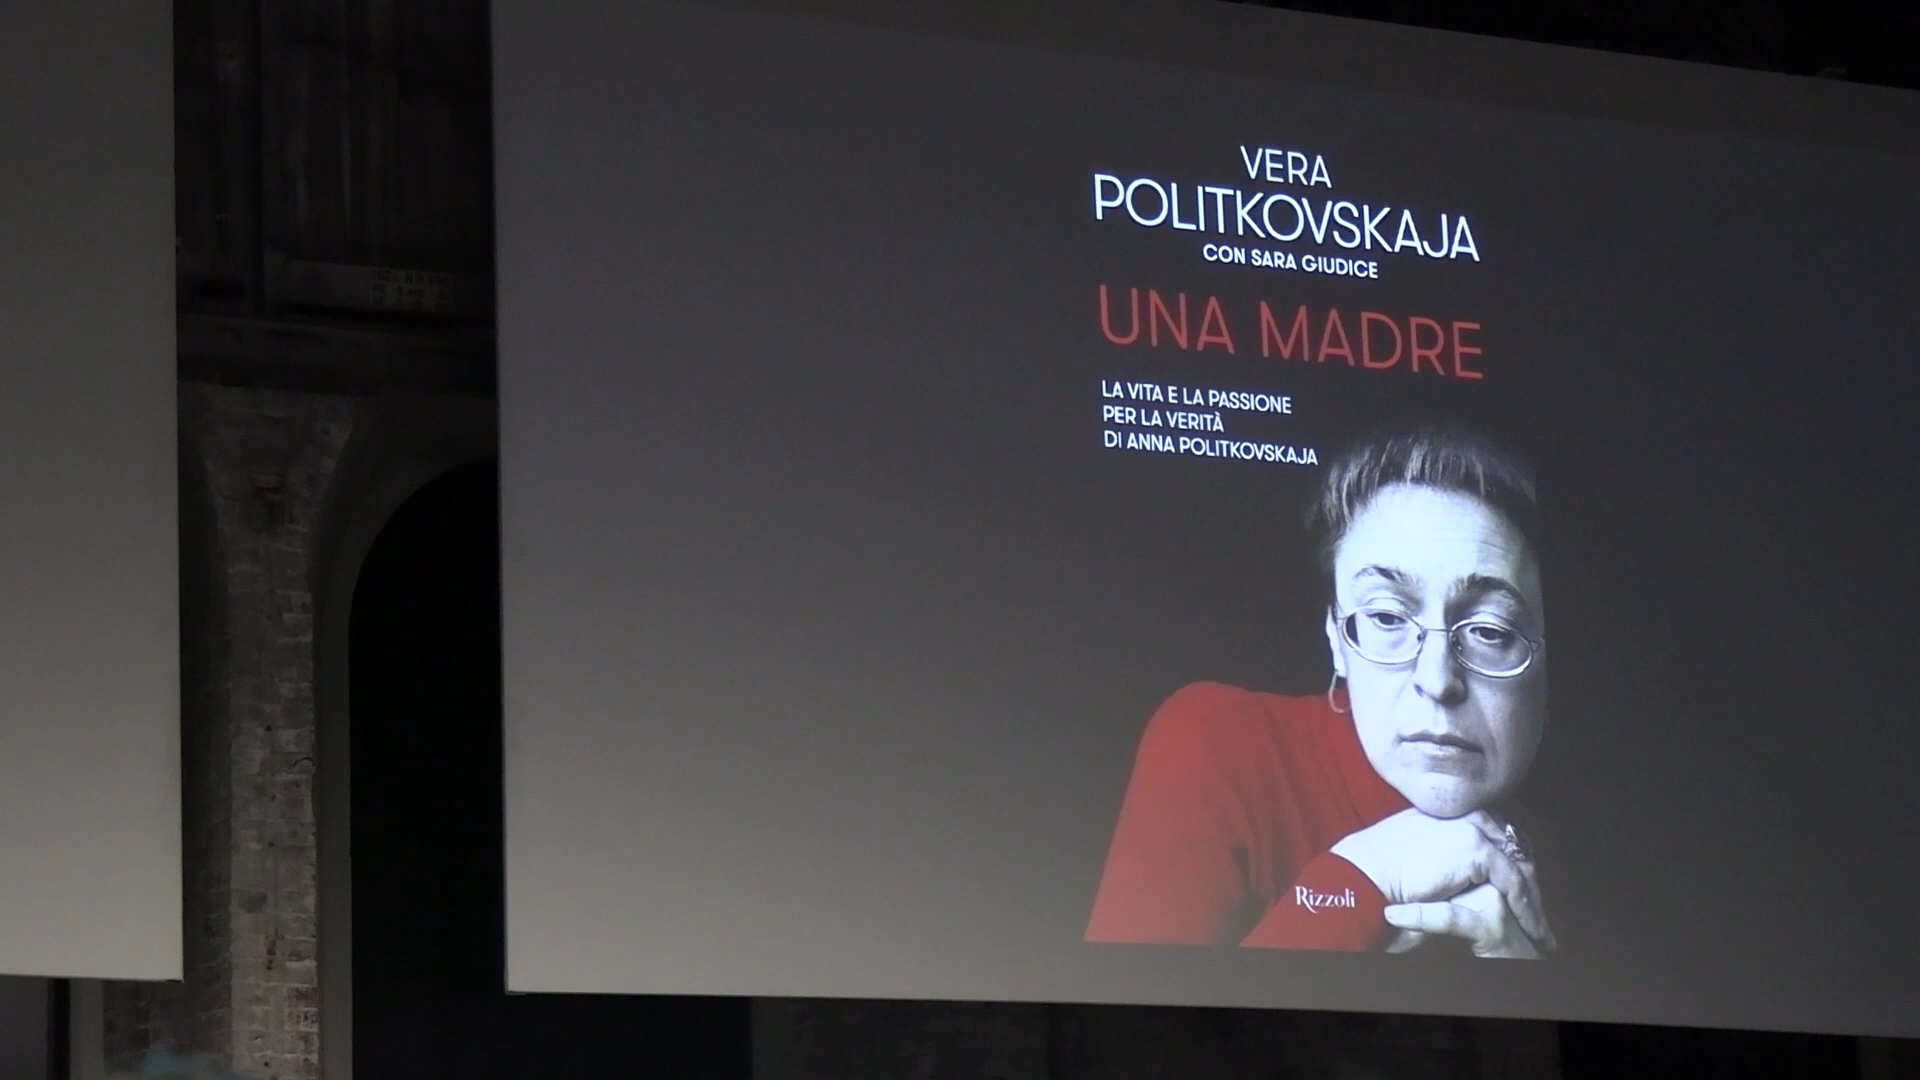 VERA
POLITKOVSKAJA
CON SARA GIUDICE
UNA MADRE
LA VITA E LA PASSIONE
PER LA VERITÀ
DI ANNA POLITKOVSKAJA
Rizzoli